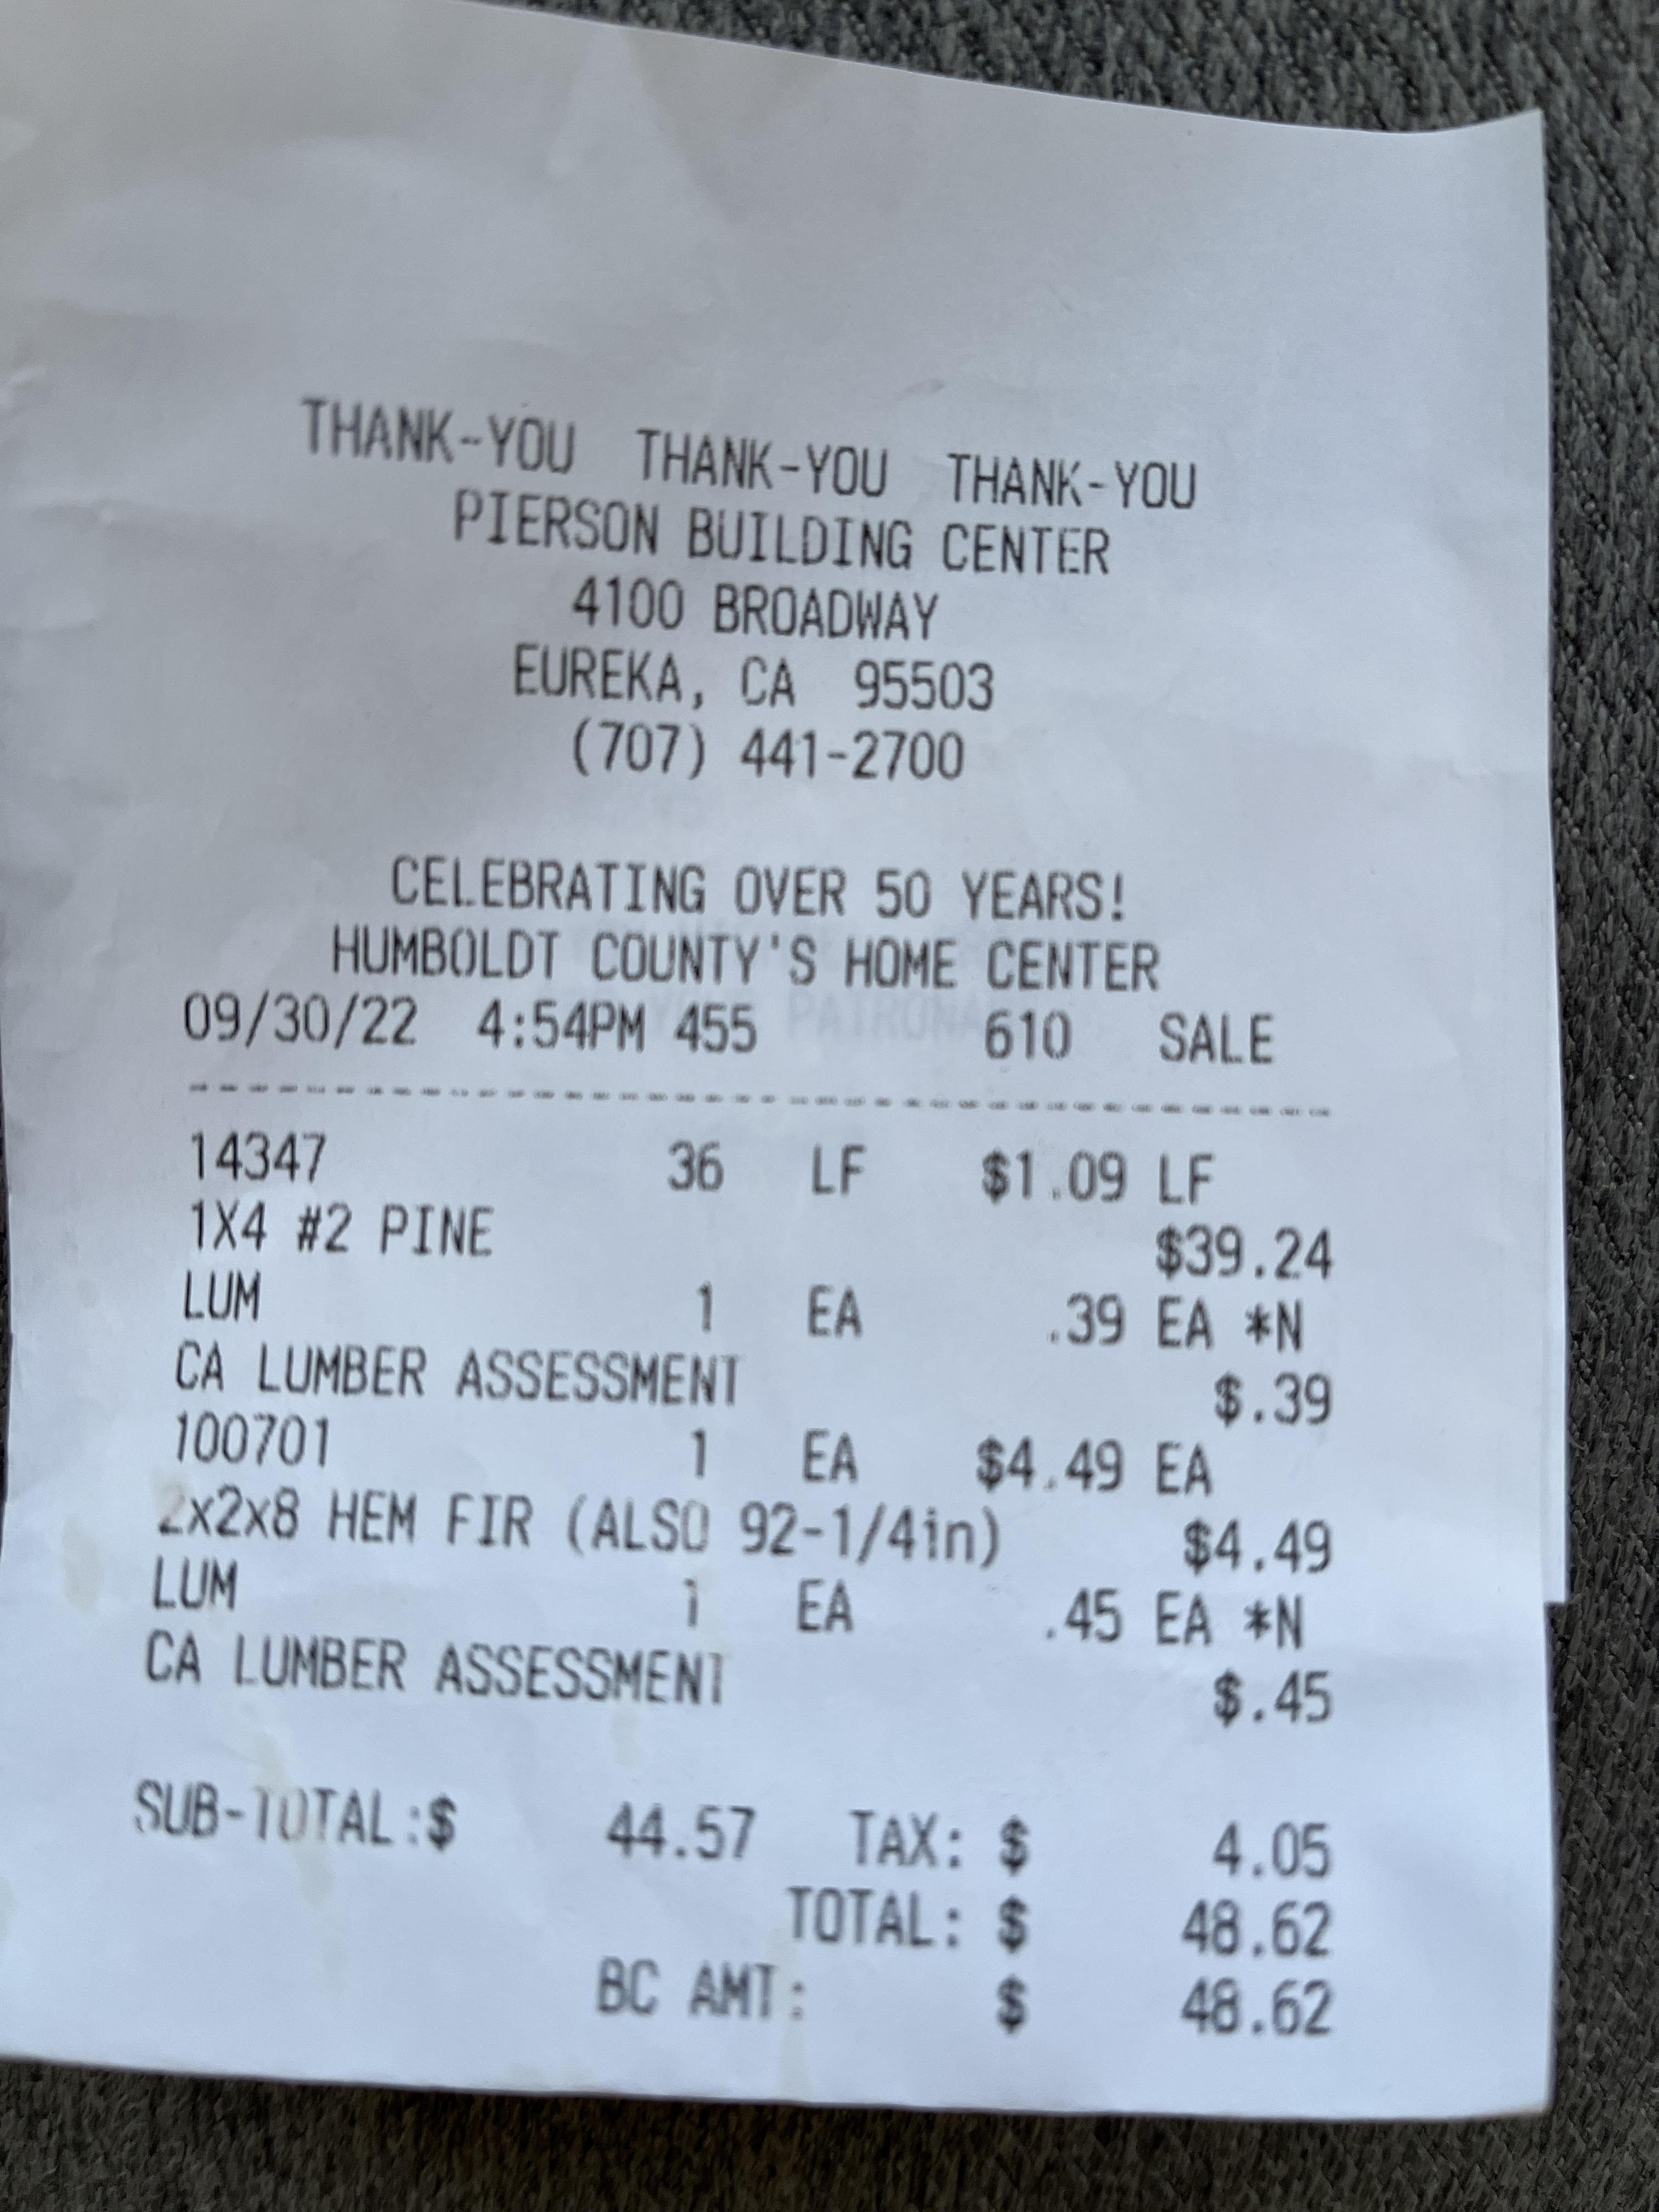 THANK-YOU THANK-YOU THANK-YOU
PIERSON BUILDING CENTER
4100 BROADWAY
EUREKA, CA 95503
(707) 441-2700
CELEBRATING OVER 50 YEARS!
HUMBOLDT COUNTY'S HOME CENTER
09/30/22 4:54PM 455 610 SALE
14347 36 LF $1.09 LF
1X4 #2 PINE $39.24
LUM 1 EA .39 EA *N
CA LUMBER ASSESSMENT $.39
100701 1 EA $4.49 EA
2x2x8 HEM FIR (ALSO 92-1/4in) $4.49
LUM 1 EA .45 EA *N
CA LUMBER ASSESSMENT $.45
SUB-TOTAL:$ 44.57 TAX: $ 4.05
TOTAL: $ 48.62
BC AMT: $ 48.62